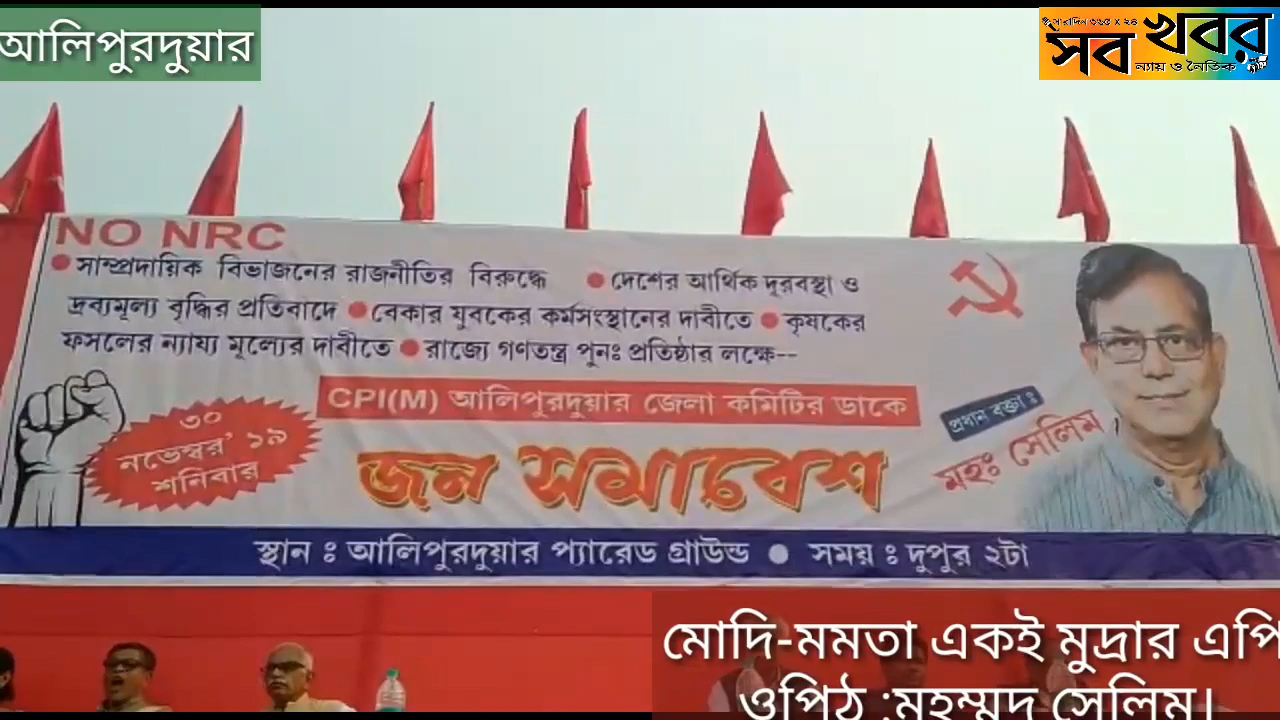 আলিপুরদুয়ার
সারাদিন ৩৬৫ x ২৪
সব খবর
ন্যায় ও নৈতিক
NO NRC
● সাম্প্রদায়িক বিভাজনের রাজনীতির বিরুদ্ধে ● দেশের আর্থিক দূরবস্থা ও
দ্রব্যমূল্য বৃদ্ধির প্রতিবাদে ● বেকার যুবকের কর্মসংস্থানের দাবীতে ● কৃষকের
ফসলের ন্যায্য মূল্যের দাবীতে ● রাজ্যে গণতন্ত্র পুনঃ প্রতিষ্ঠার লক্ষে--
CPI(M) আলিপুরদুয়ার জেলা কমিটির ডাকে
৩০
নভেম্বর' ১৯
শনিবার
জন সমাবেশ
প্রধান বক্তা ঃ
মহঃ সেলিম
স্থান ঃ আলিপুরদুয়ার প্যারেড গ্রাউন্ড ● সময় ঃ দুপুর ২টা
মোদি-মমতা একই মুদ্রার এপি
ওপিঠ :মহম্মদ সেলিম।